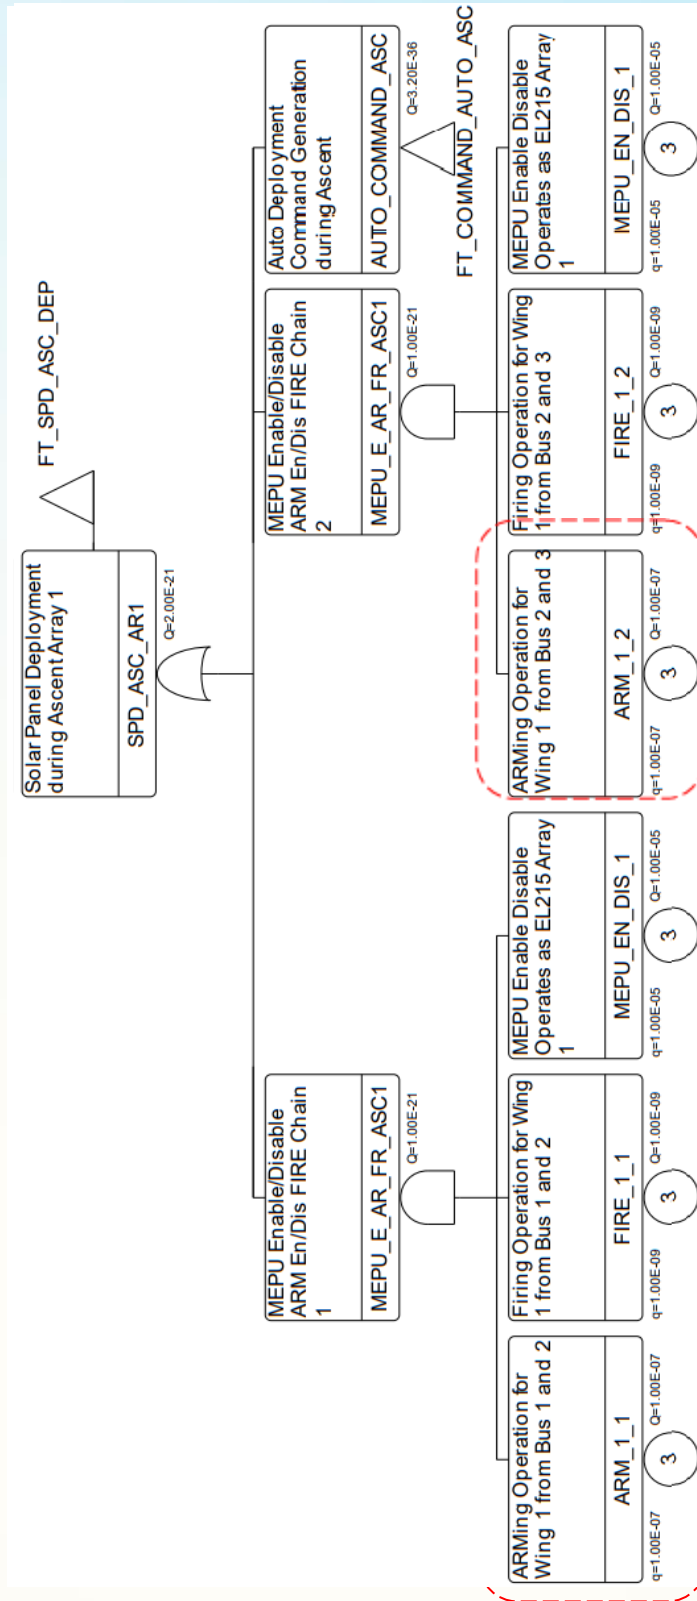 Solar Panel Deployment
during Ascent Array 1
SPD_ASC_AR1
Q=2.00E-21
FT_SPD_ASC_DEP
MEPU Enable/Disable
ARM En/Dis FIRE Chain
1
MEPU_E_AR_FR_ASC1
Q=1.00E-21
MEPU Enable/Disable
ARM En/Dis FIRE Chain
2
MEPU_E_AR_FR_ASC1
Q=1.00E-21
Auto Deployment
Command Generation
during Ascent
AUTO_COMMAND_ASC
Q=3.20E-36
FT_COMMAND_AUTO_ASC
ARMing Operation for
Wing 1 from Bus 1 and 2
ARM_1_1
q=1.00E-07
Q=1.00E-07
3
Firing Operation for Wing
1 from Bus 1 and 2
FIRE_1_1
q=1.00E-09
Q=1.00E-09
3
MEPU Enable Disable
Operates as EL215 Array
1
MEPU_EN_DIS_1
q=1.00E-05
Q=1.00E-05
3
ARMing Operation for
Wing 1 from Bus 2 and 3
ARM_1_2
q=1.00E-07
Q=1.00E-07
3
Firing Operation for Wing
1 from Bus 2 and 3
FIRE_1_2
q=1.00E-09
Q=1.00E-09
3
MEPU Enable Disable
Operates as EL215 Array
1
MEPU_EN_DIS_1
q=1.00E-05
Q=1.00E-05
3